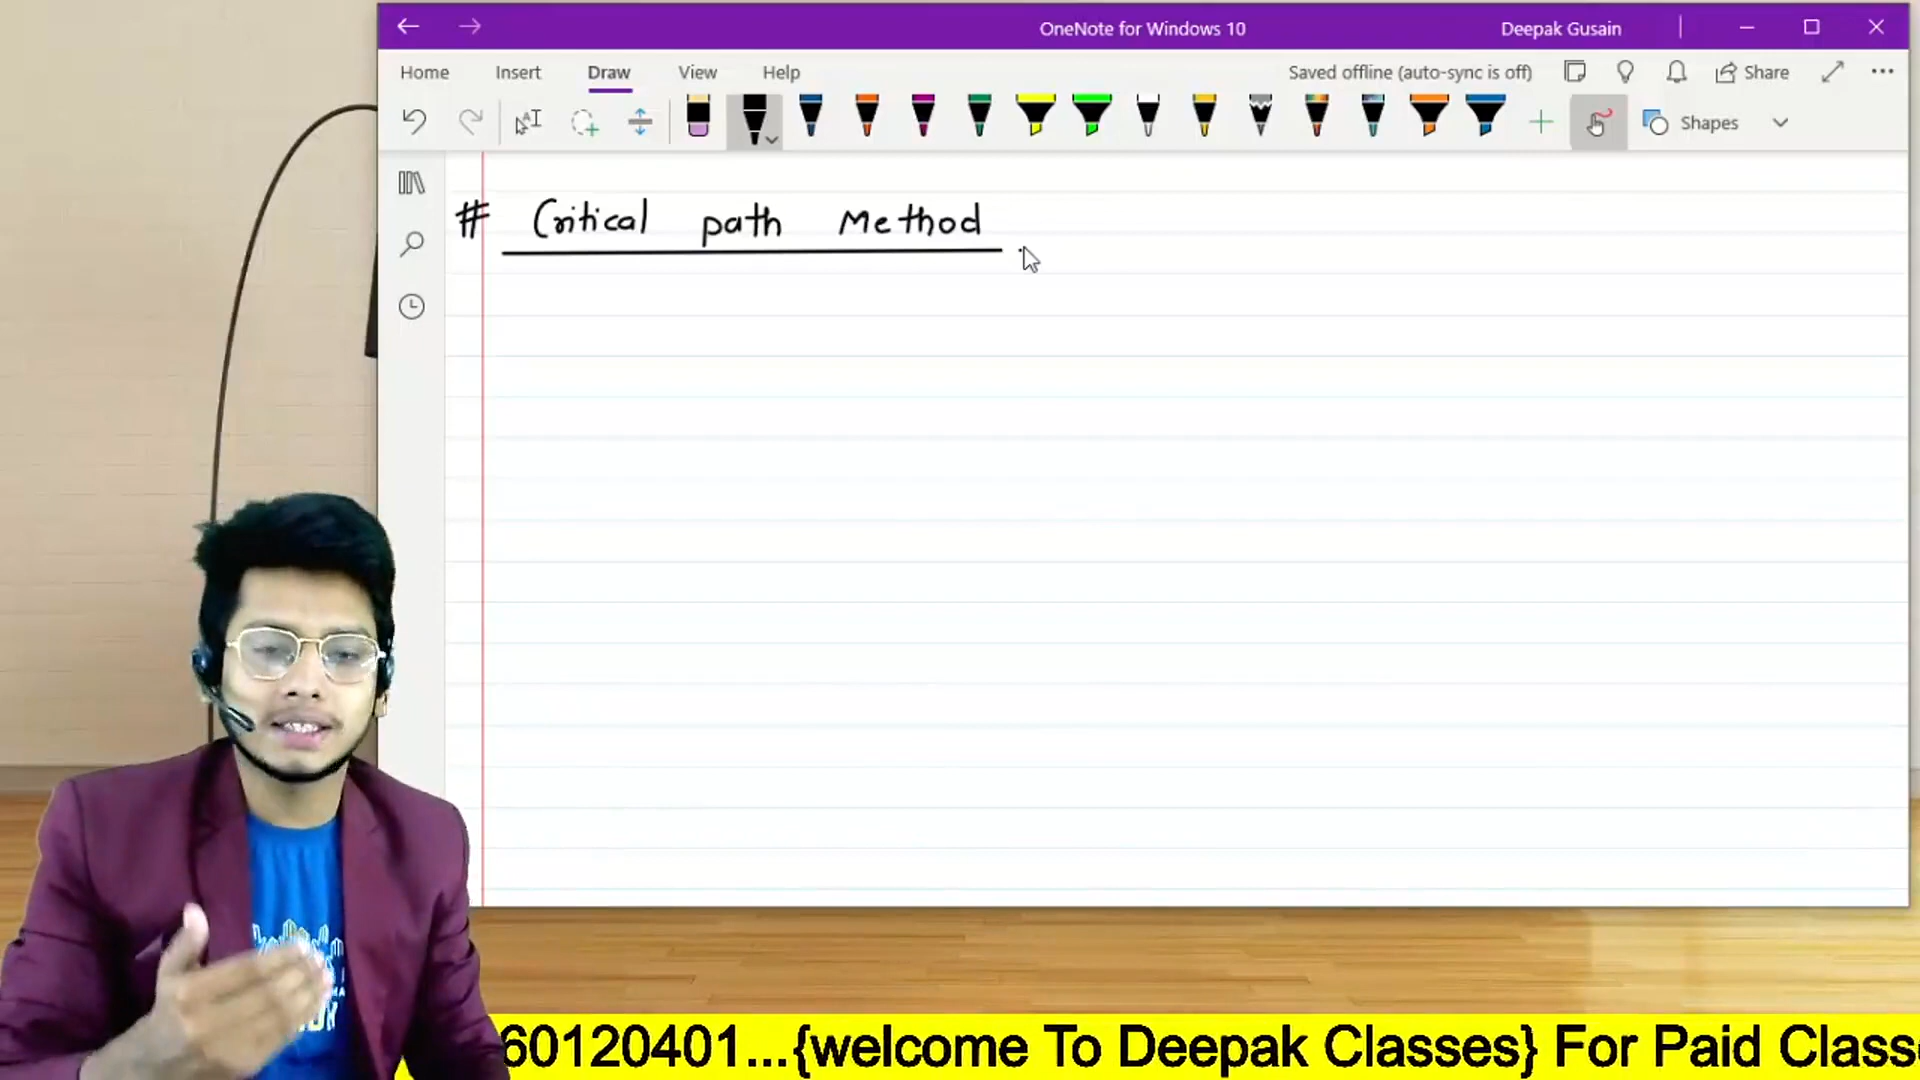 OneNote for Windows 10 Deepak Gusain
Home Insert Draw View Help Saved offline (auto-sync is off) Share
Shapes
# Critical path Method
60120401...{welcome To Deepak Classes} For Paid Class